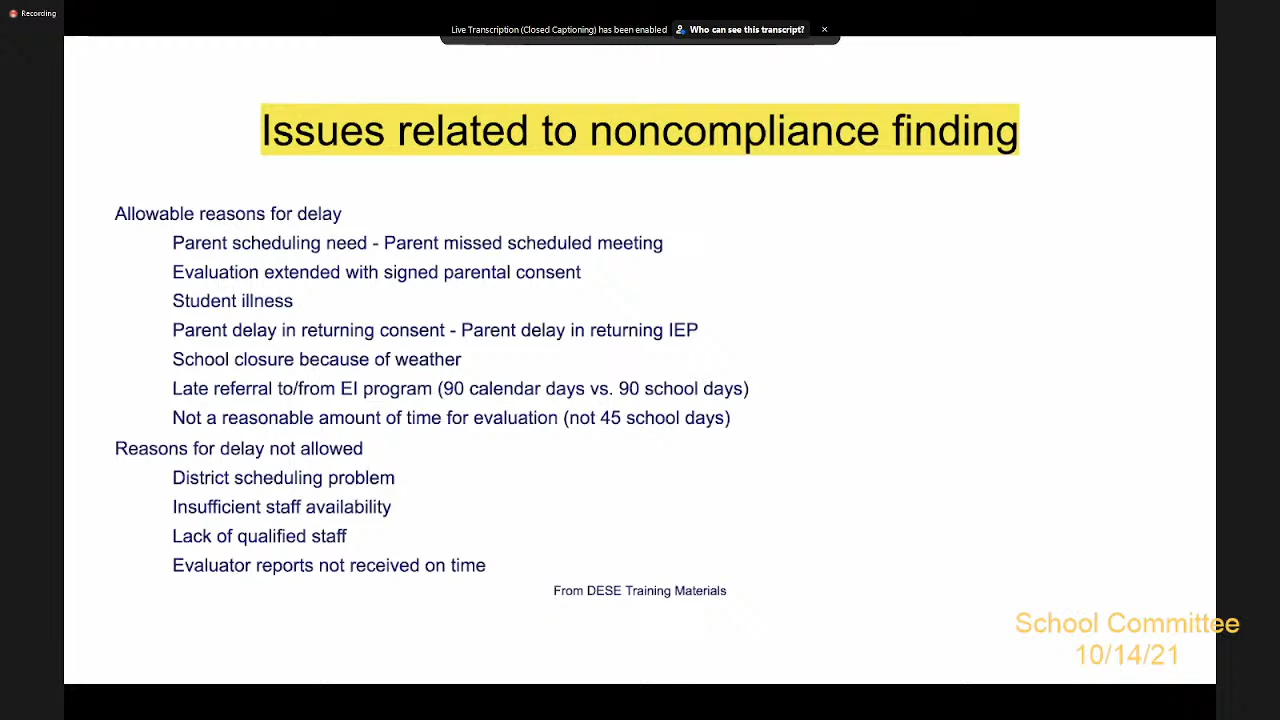 Recording
Live Transcription (Closed Captioning) has been enabled Who can see this transcript? ×
Issues related to noncompliance finding
Allowable reasons for delay
Parent scheduling need - Parent missed scheduled meeting
Evaluation extended with signed parental consent
Student illness
Parent delay in returning consent - Parent delay in returning IEP
School closure because of weather
Late referral to/from EI program (90 calendar days vs. 90 school days)
Not a reasonable amount of time for evaluation (not 45 school days)
Reasons for delay not allowed
District scheduling problem
Insufficient staff availability
Lack of qualified staff
Evaluator reports not received on time
From DESE Training Materials
School Committee
10/14/21